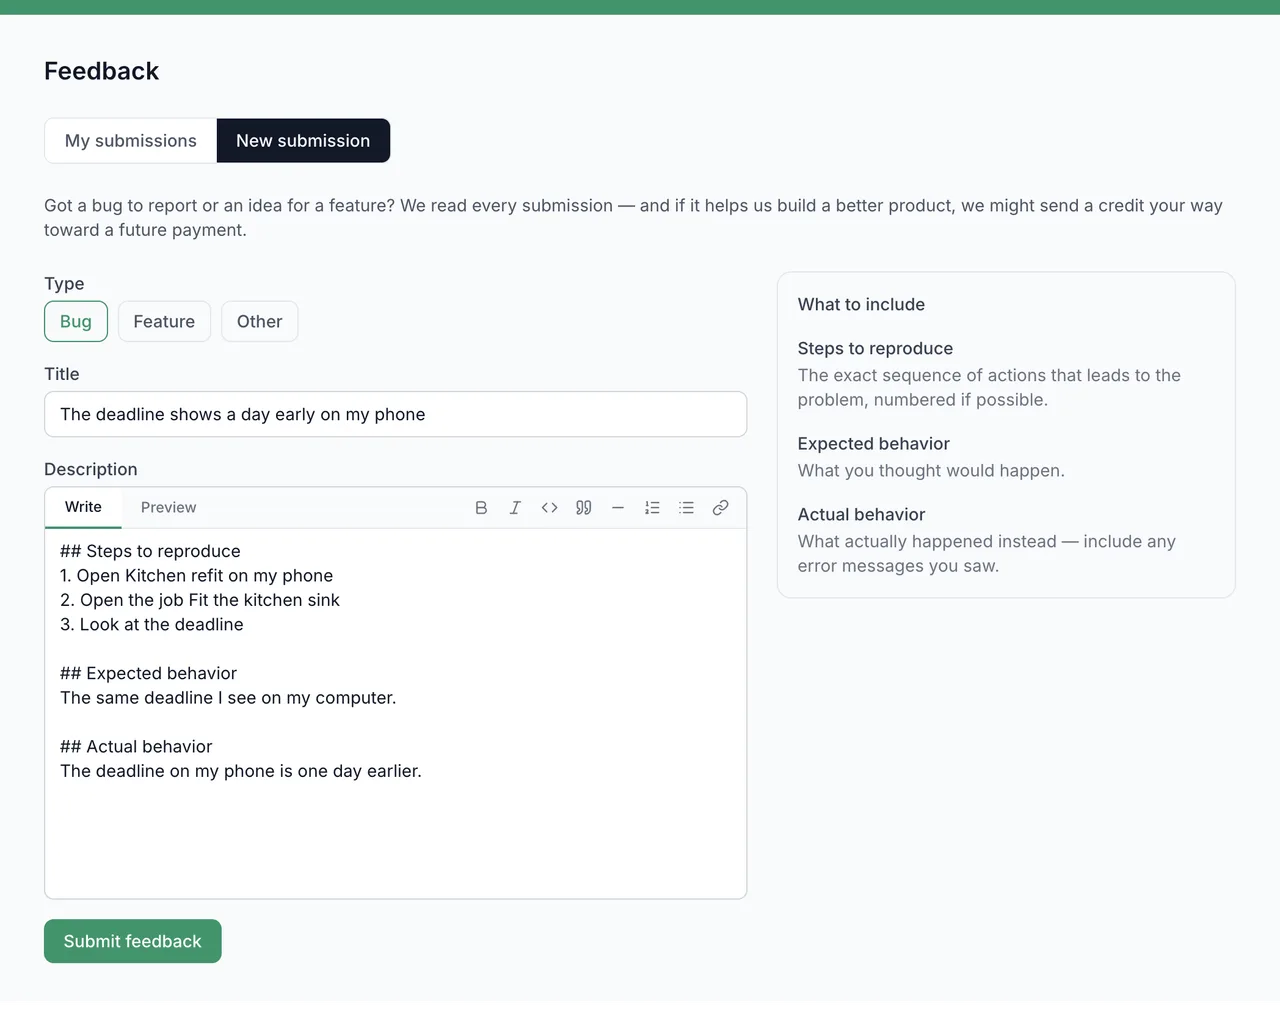 Feedback
My submissions
New submission
Got a bug to report or an idea for a feature? We read every submission — and if it helps us build a better product, we might send a credit your way
toward a future payment.
Type
Bug
Feature
Other
Title
The deadline shows a day early on my phone
Description
Write
Preview
## Steps to reproduce
1. Open Kitchen refit on my phone
2. Open the job Fit the kitchen sink
3. Look at the deadline
## Expected behavior
The same deadline I see on my computer.
## Actual behavior
The deadline on my phone is one day earlier.
Submit feedback
What to include
Steps to reproduce
The exact sequence of actions that leads to the
problem, numbered if possible.
Expected behavior
What you thought would happen.
Actual behavior
What actually happened instead — include any
error messages you saw.